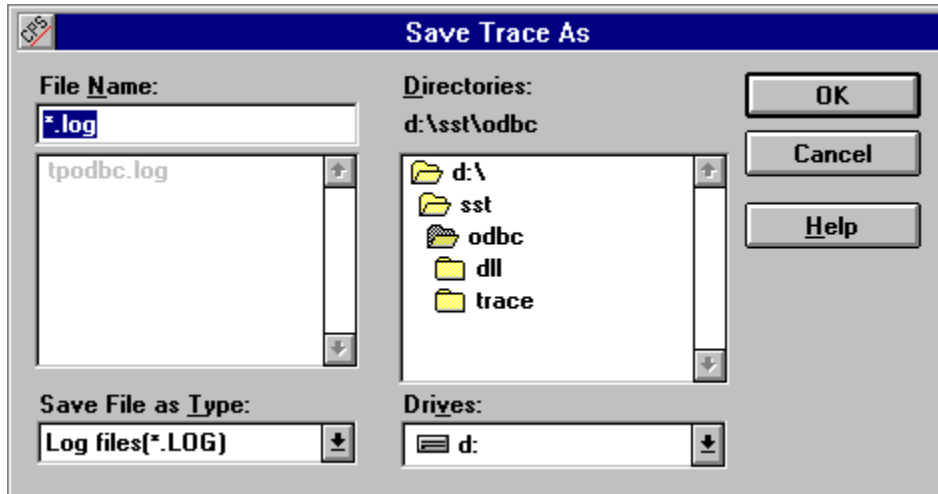 CPS
Save Trace As
File Name:
*.log
tpodbc.log
Save File as Type:
Log files(*.LOG)
Directories:
d:\sst\odbc
d:\
sst
odbc
dll
trace
Drives:
d:
OK
Cancel
Help